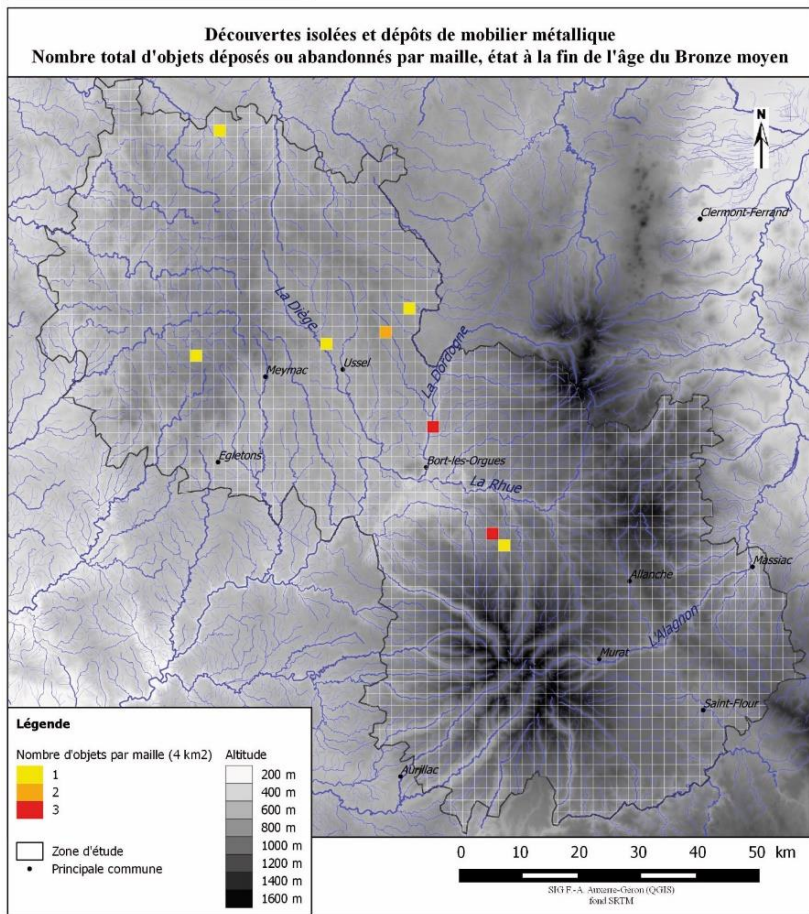 Découvertes isolées et dépôts de mobilier métallique
Nombre total d'objets déposés ou abandonnés par maille, état à la fin de l'âge du Bronze moyen
N
Clermont-Ferrand
La Diège
Ussel
Meymac
La Dordogne
Egletons
Bort-les-Orgues
La Rhue
Massiac
Allanche
L'Alagnon
Murat
Saint-Flour
Aurillac
Légende
Nombre d'objets par maille (4 km2)
1
2
3
Zone d'étude
Principale commune
Altitude
200 m
400 m
600 m
800 m
1000 m
1200 m
1400 m
1600 m
0 10 20 30 40 50 km
SIG F.-A. Auxerre-Géron (QGIS)
fond SRTM